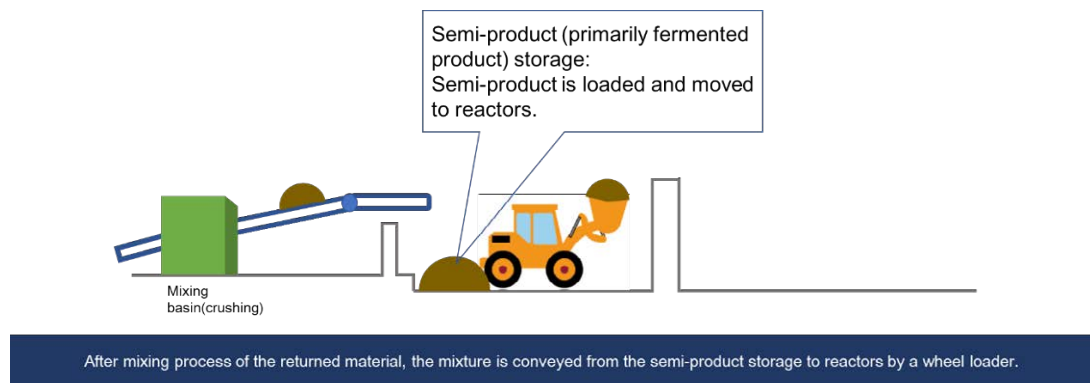 Semi-product (primarily fermented
product) storage:
Semi-product is loaded and moved
to reactors.
Mixing
basin(crushing)
After mixing process of the returned material, the mixture is conveyed from the semi-product storage to reactors by a wheel loader.